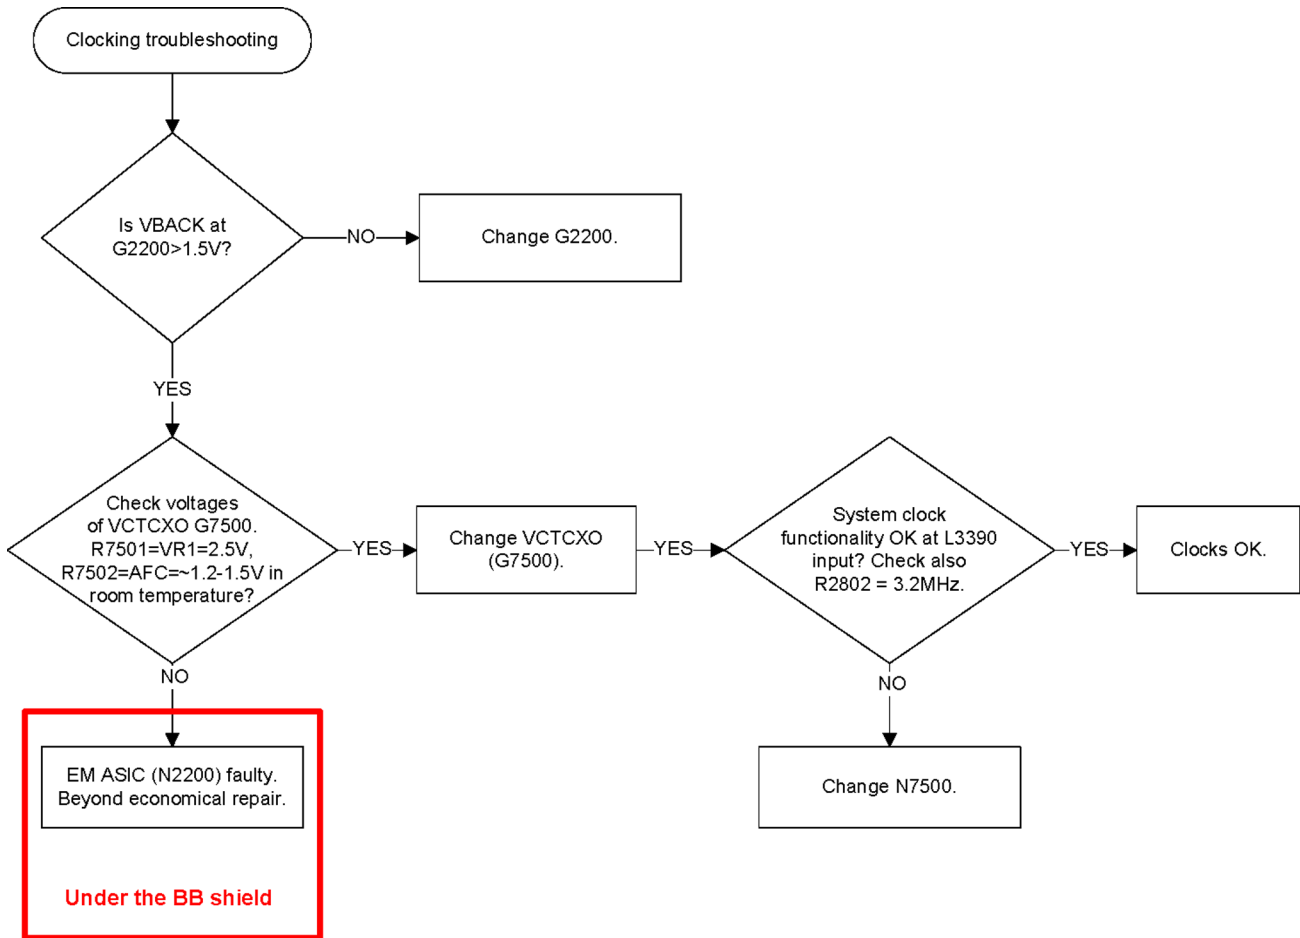 Clocking troubleshooting
Is VBACK at
G2200>1.5V?
NO
Change G2200.
YES
Check voltages
of VCTCXO G7500.
R7501=VR1=2.5V,
R7502=AFC=~1.2-1.5V in
room temperature?
YES
Change VCTCXO
(G7500).
YES
System clock
functionality OK at L3390
input? Check also
R2802 = 3.2MHz.
YES
Clocks OK.
NO
NO
EM ASIC (N2200) faulty.
Beyond economical repair.
Change N7500.
Under the BB shield